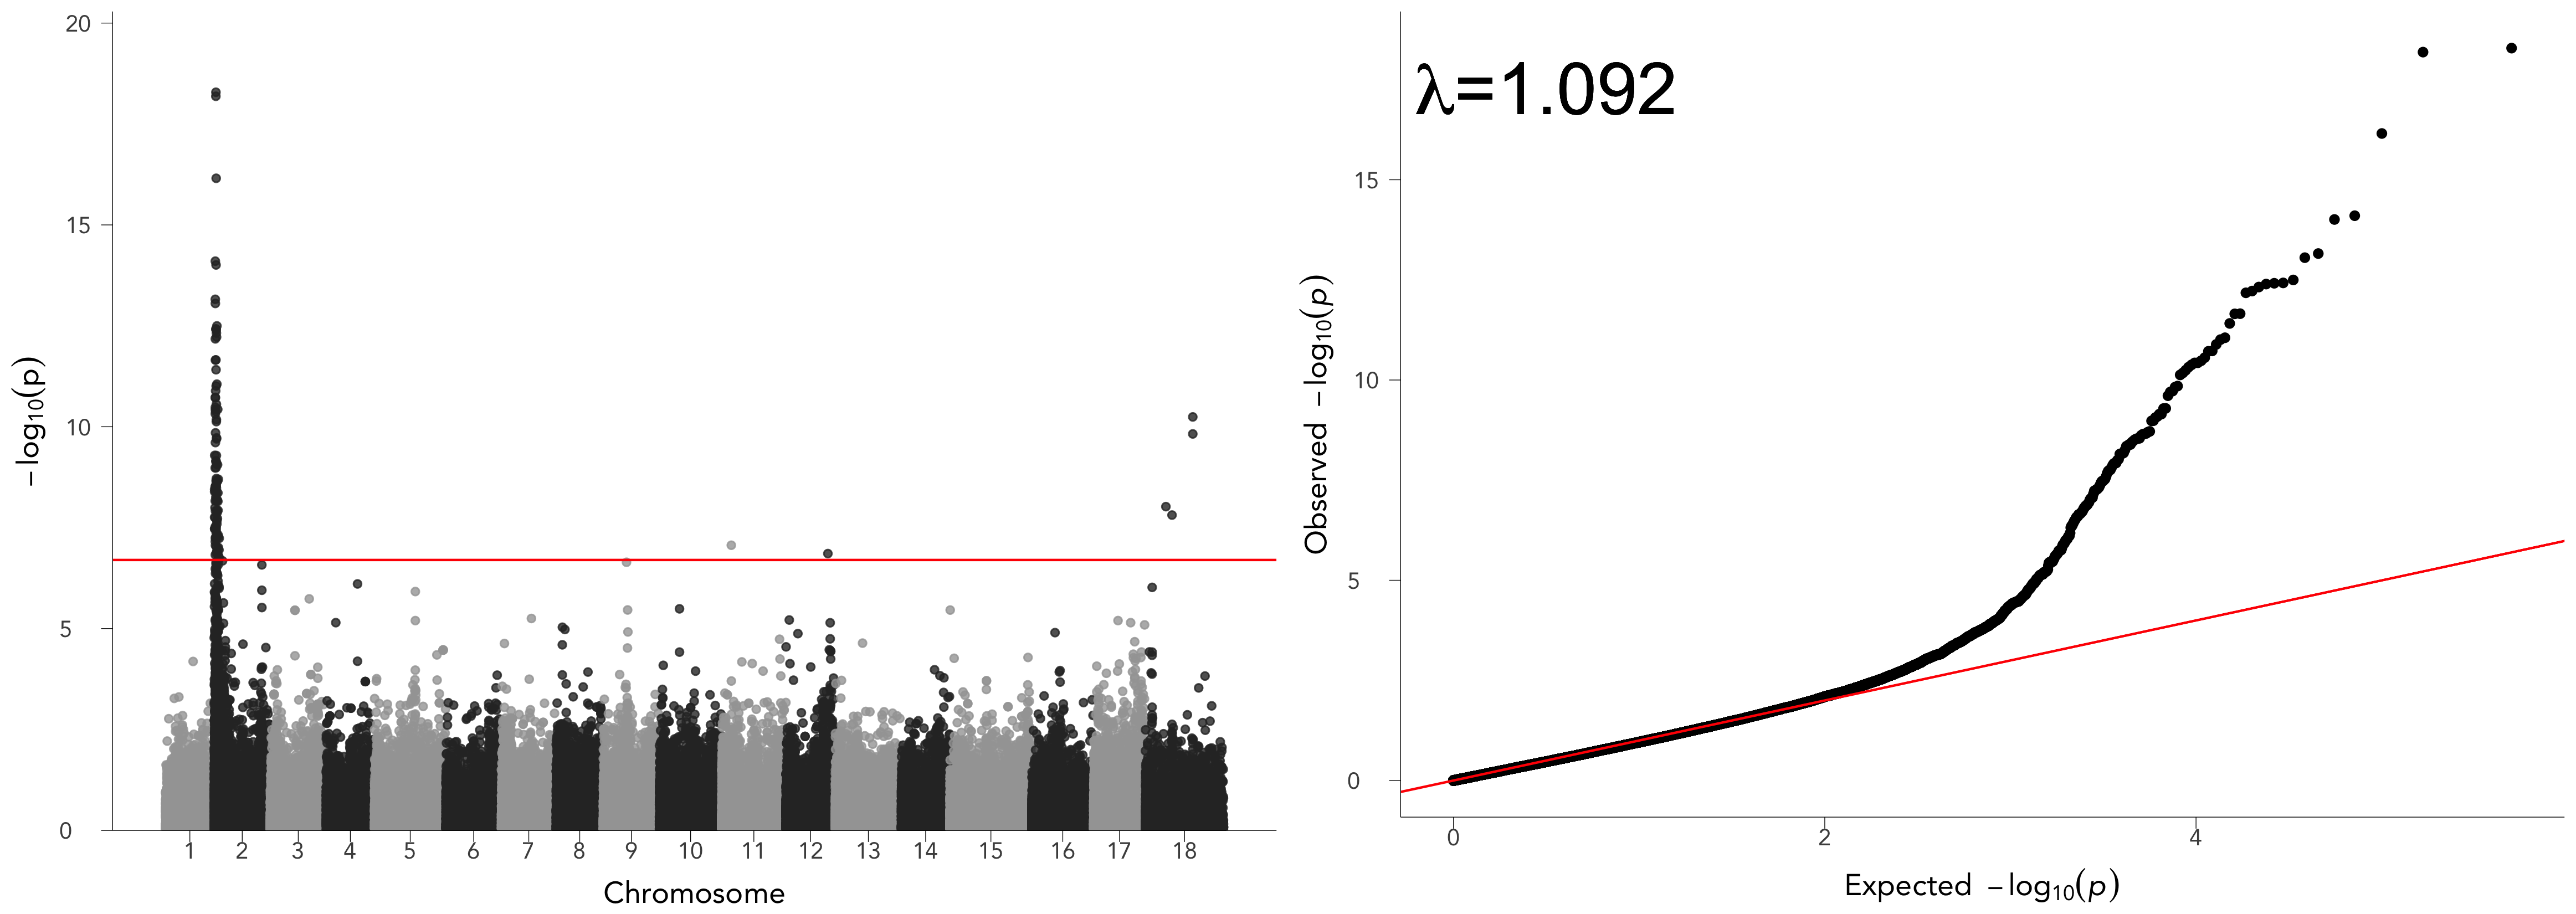 20
15
10
5
0
−log₁₀(p)
1 2 3 4 5 6 7 8 9 10 11 12 13 14 15 16 17 18
Chromosome
λ=1.092
15
10
5
0
Observed −log₁₀(p)
0 2 4
Expected −log₁₀(p)